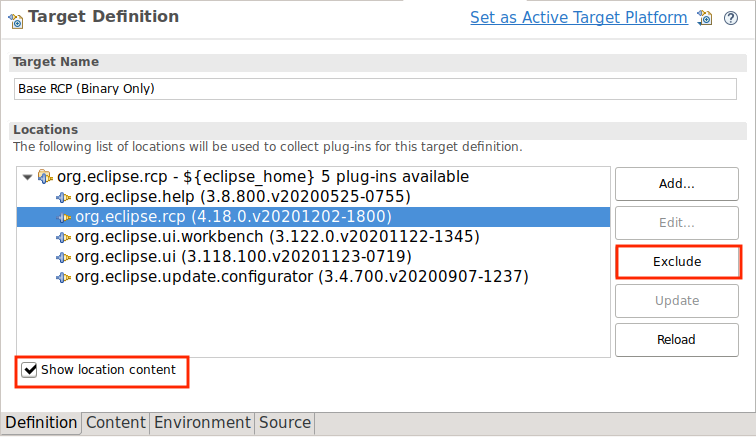 Target Definition
Set as Active Target Platform
Target Name
Base RCP (Binary Only)
Locations
The following list of locations will be used to collect plug-ins for this target definition.
org.eclipse.rcp - ${eclipse_home} 5 plug-ins available
org.eclipse.help (3.8.800.v20200525-0755)
org.eclipse.rcp (4.18.0.v20201202-1800)
org.eclipse.ui.workbench (3.122.0.v20201122-1345)
org.eclipse.ui (3.118.100.v20201123-0719)
org.eclipse.update.configurator (3.4.700.v20200907-1237)
Add...
Edit...
Exclude
Update
Reload
Show location content
Definition Content Environment Source